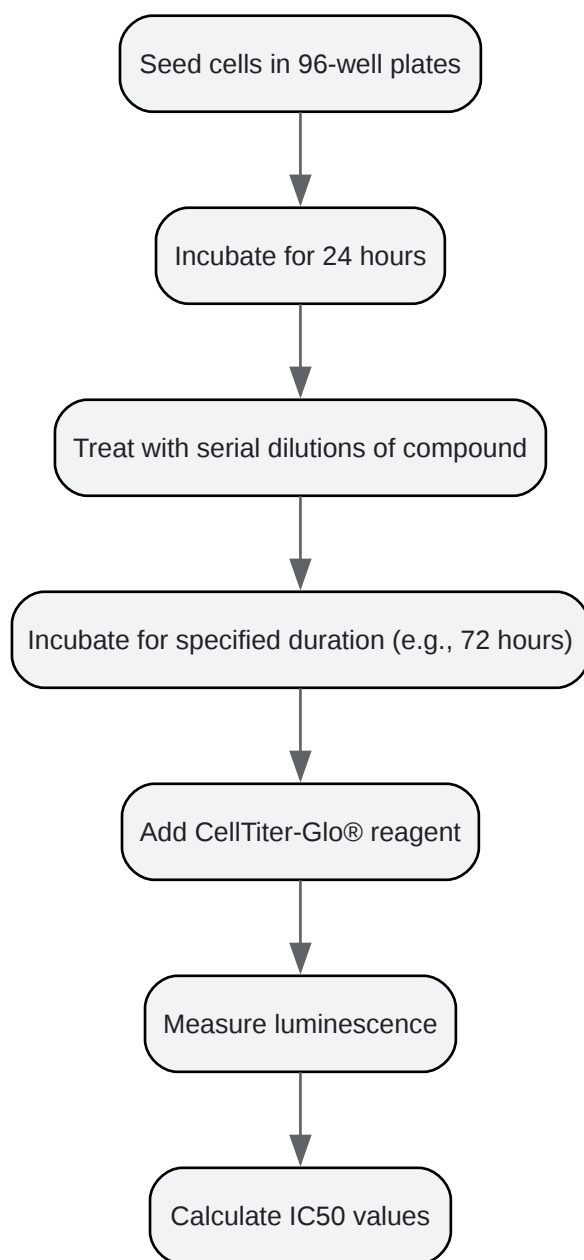 Seed cells in 96-well plates
Incubate for 24 hours
Treat with serial dilutions of compound
Incubate for specified duration (e.g., 72 hours)
Add CellTiter-Glo® reagent
Measure luminescence
Calculate IC50 values